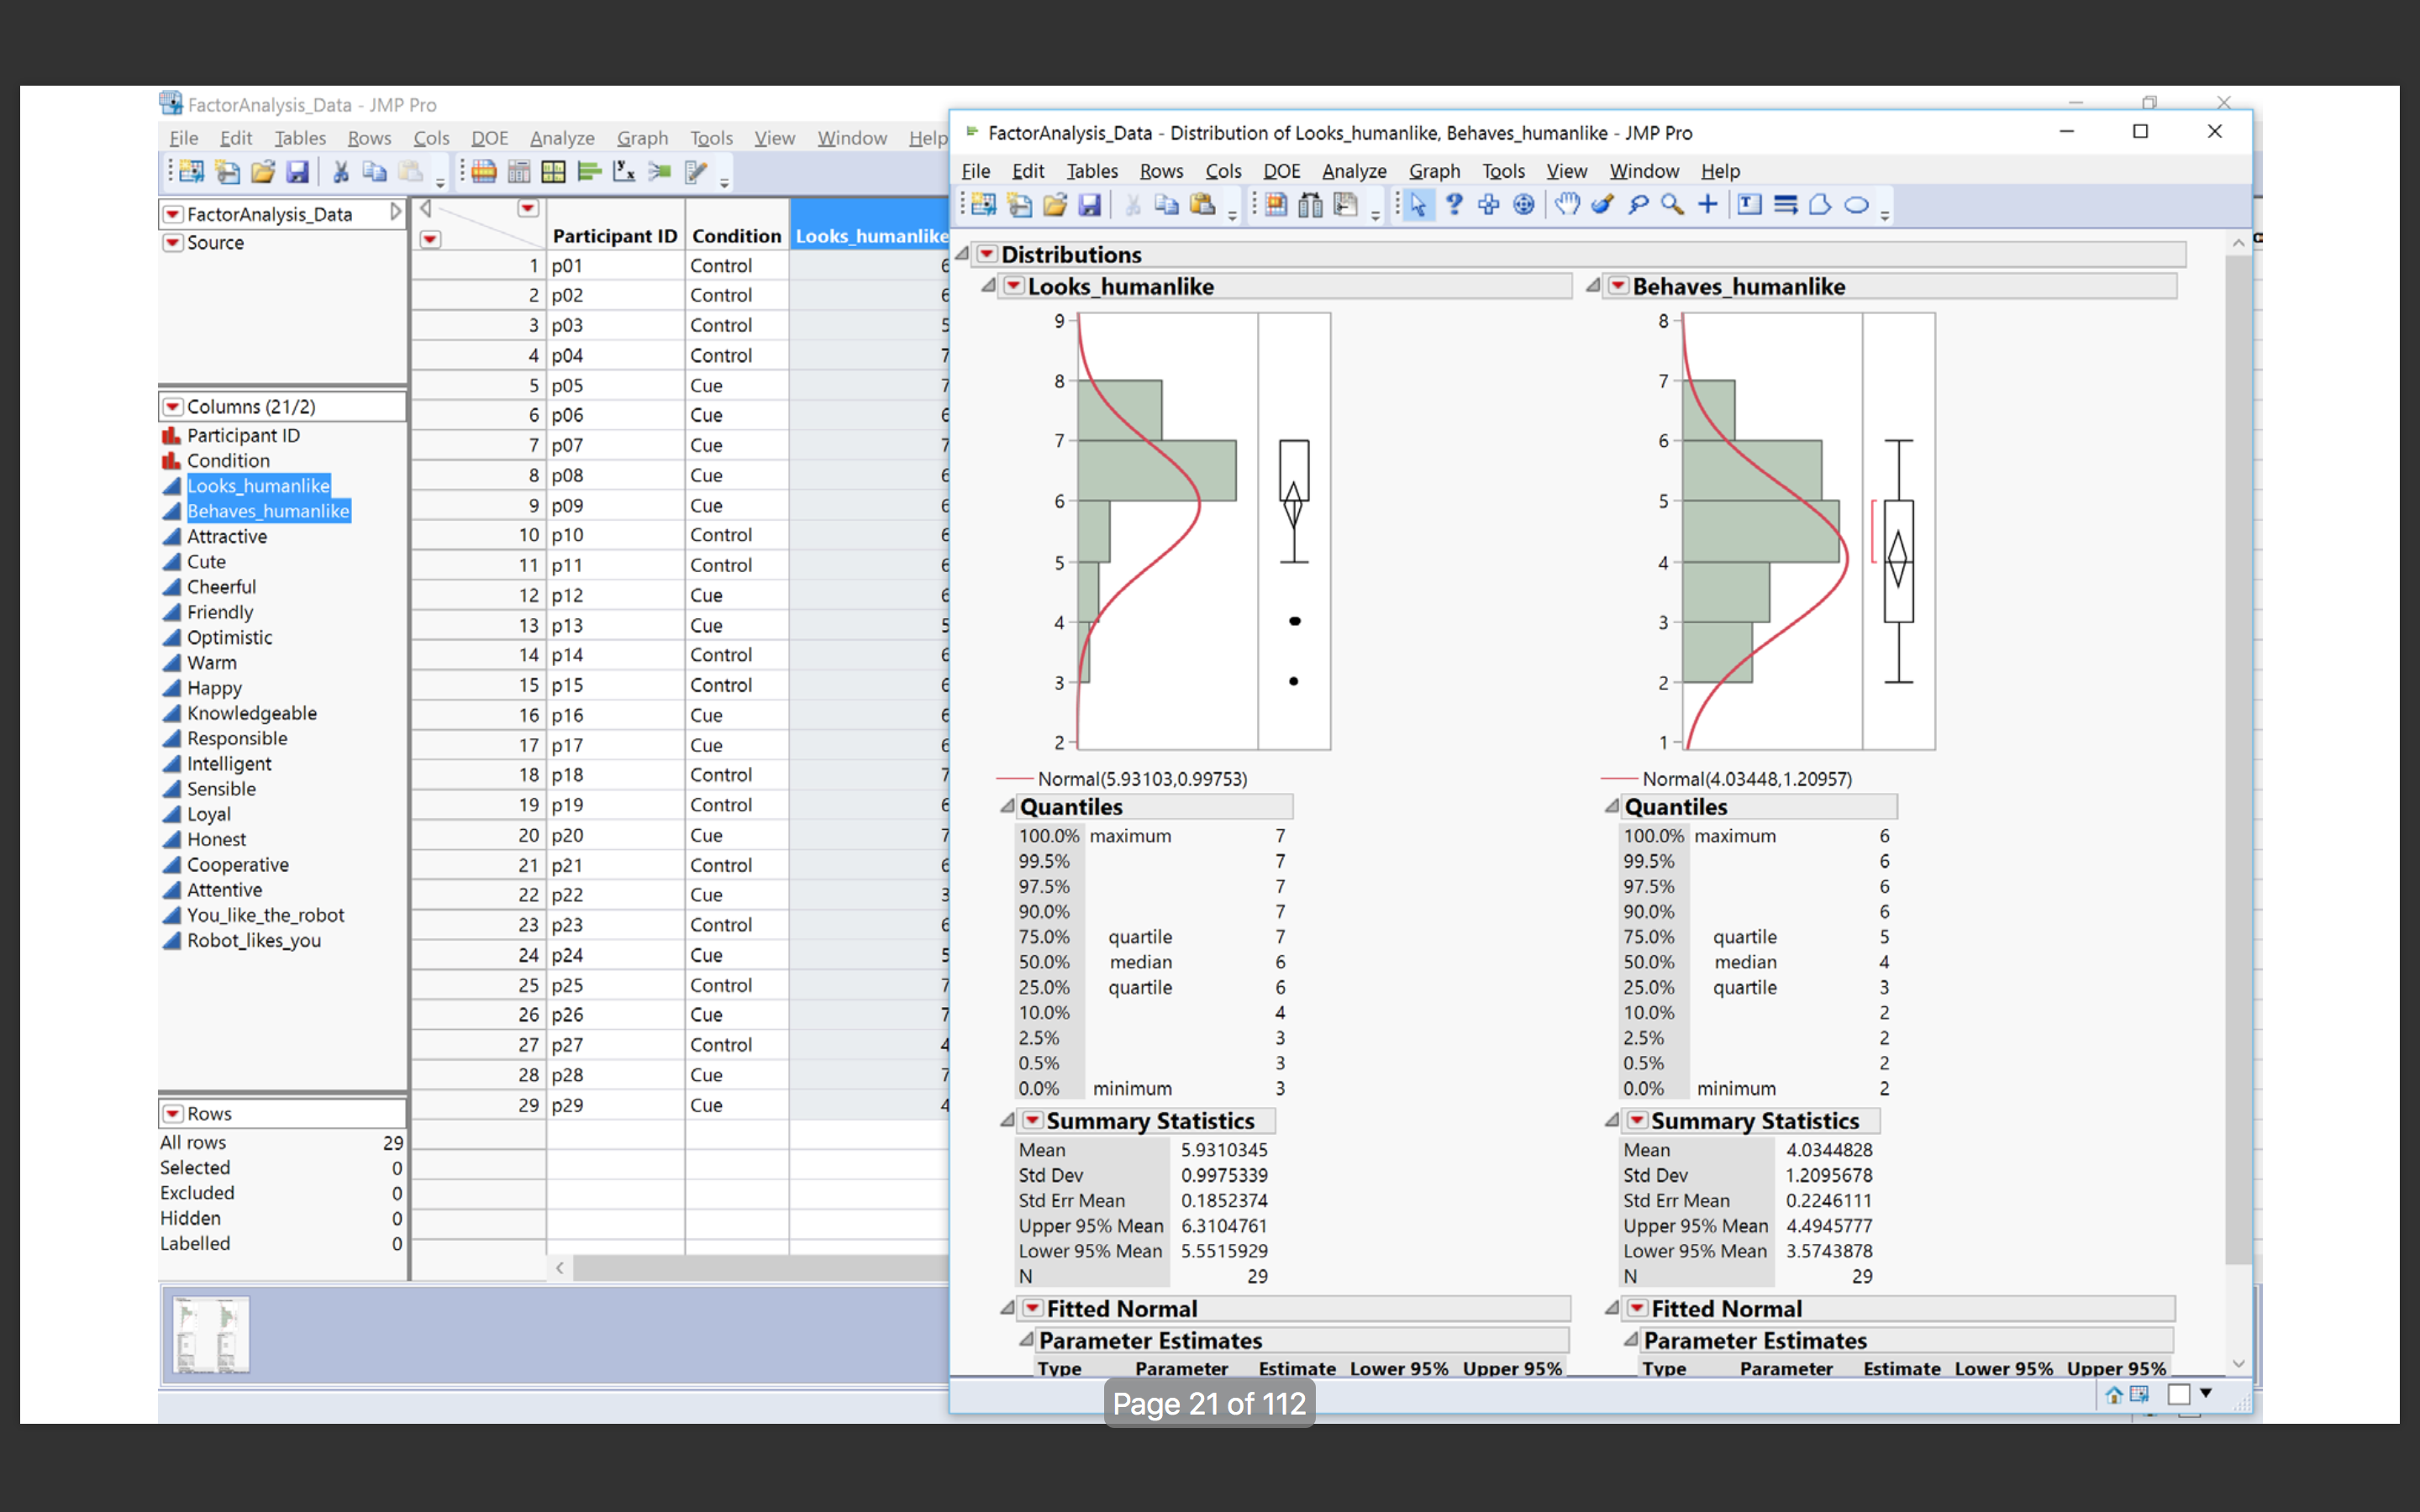 FactorAnalysis_Data - JMP Pro
File Edit Tables Rows Cols DOE Analyze Graph Tools View Window Help
FactorAnalysis_Data
Source
Columns (21/2)
Participant ID
Condition
Looks_humanlike
Behaves_humanlike
Attractive
Cute
Cheerful
Friendly
Optimistic
Warm
Happy
Knowledgeable
Responsible
Intelligent
Sensible
Loyal
Honest
Cooperative
Attentive
You_like_the_robot
Robot_likes_you
Rows
All rows 29
Selected 0
Excluded 0
Hidden 0
Labelled 0
Participant ID Condition Looks_humanlike
1 p01 Control 6
2 p02 Control 6
3 p03 Control 5
4 p04 Control 7
5 p05 Cue 7
6 p06 Cue 6
7 p07 Cue 7
8 p08 Cue 6
9 p09 Cue 6
10 p10 Control 6
11 p11 Control 6
12 p12 Cue 6
13 p13 Cue 5
14 p14 Control 6
15 p15 Control 6
16 p16 Cue 6
17 p17 Cue 6
18 p18 Control 7
19 p19 Control 6
20 p20 Cue 7
21 p21 Control 6
22 p22 Cue 3
23 p23 Control 6
24 p24 Cue 5
25 p25 Control 7
26 p26 Cue 7
27 p27 Control 4
28 p28 Cue 7
29 p29 Cue 4
FactorAnalysis_Data - Distribution of Looks_humanlike, Behaves_humanlike - JMP Pro
File Edit Tables Rows Cols DOE Analyze Graph Tools View Window Help
Distributions
Looks_humanlike
9
8
7
6
5
4
3
2
Normal(5.93103,0.99753)
Quantiles
100.0% maximum 7
99.5% 7
97.5% 7
90.0% 7
75.0% quartile 7
50.0% median 6
25.0% quartile 6
10.0% 4
2.5% 3
0.5% 3
0.0% minimum 3
Summary Statistics
Mean 5.9310345
Std Dev 0.9975339
Std Err Mean 0.1852374
Upper 95% Mean 6.3104761
Lower 95% Mean 5.5515929
N 29
Fitted Normal
Parameter Estimates
Type Parameter Estimate Lower 95% Upper 95%
Behaves_humanlike
8
7
6
5
4
3
2
1
Normal(4.03448,1.20957)
Quantiles
100.0% maximum 6
99.5% 6
97.5% 6
90.0% 6
75.0% quartile 5
50.0% median 4
25.0% quartile 3
10.0% 2
2.5% 2
0.5% 2
0.0% minimum 2
Summary Statistics
Mean 4.0344828
Std Dev 1.2095678
Std Err Mean 0.2246111
Upper 95% Mean 4.4945777
Lower 95% Mean 3.5743878
N 29
Fitted Normal
Parameter Estimates
Type Parameter Estimate Lower 95% Upper 95%
Page 21 of 112